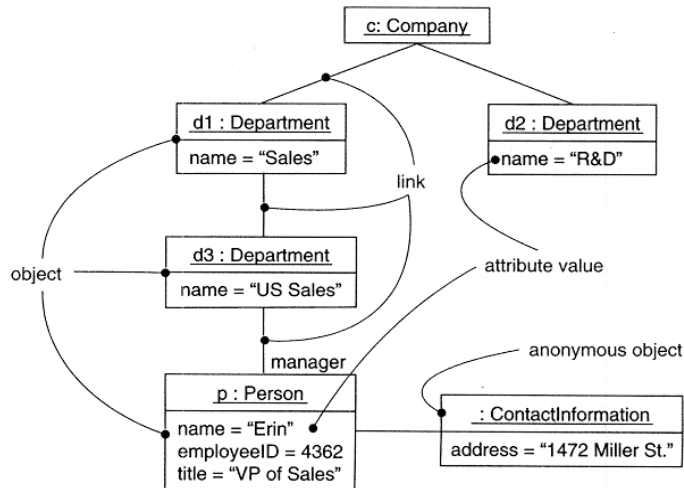 c: Company
d1 : Department
name = “Sales”
d2 : Department
name = “R&D”
link
d3 : Department
name = “US Sales”
object
attribute value
manager
anonymous object
p : Person
name = “Erin”
employeeID = 4362
title = “VP of Sales”
: ContactInformation
address = “1472 Miller St.”